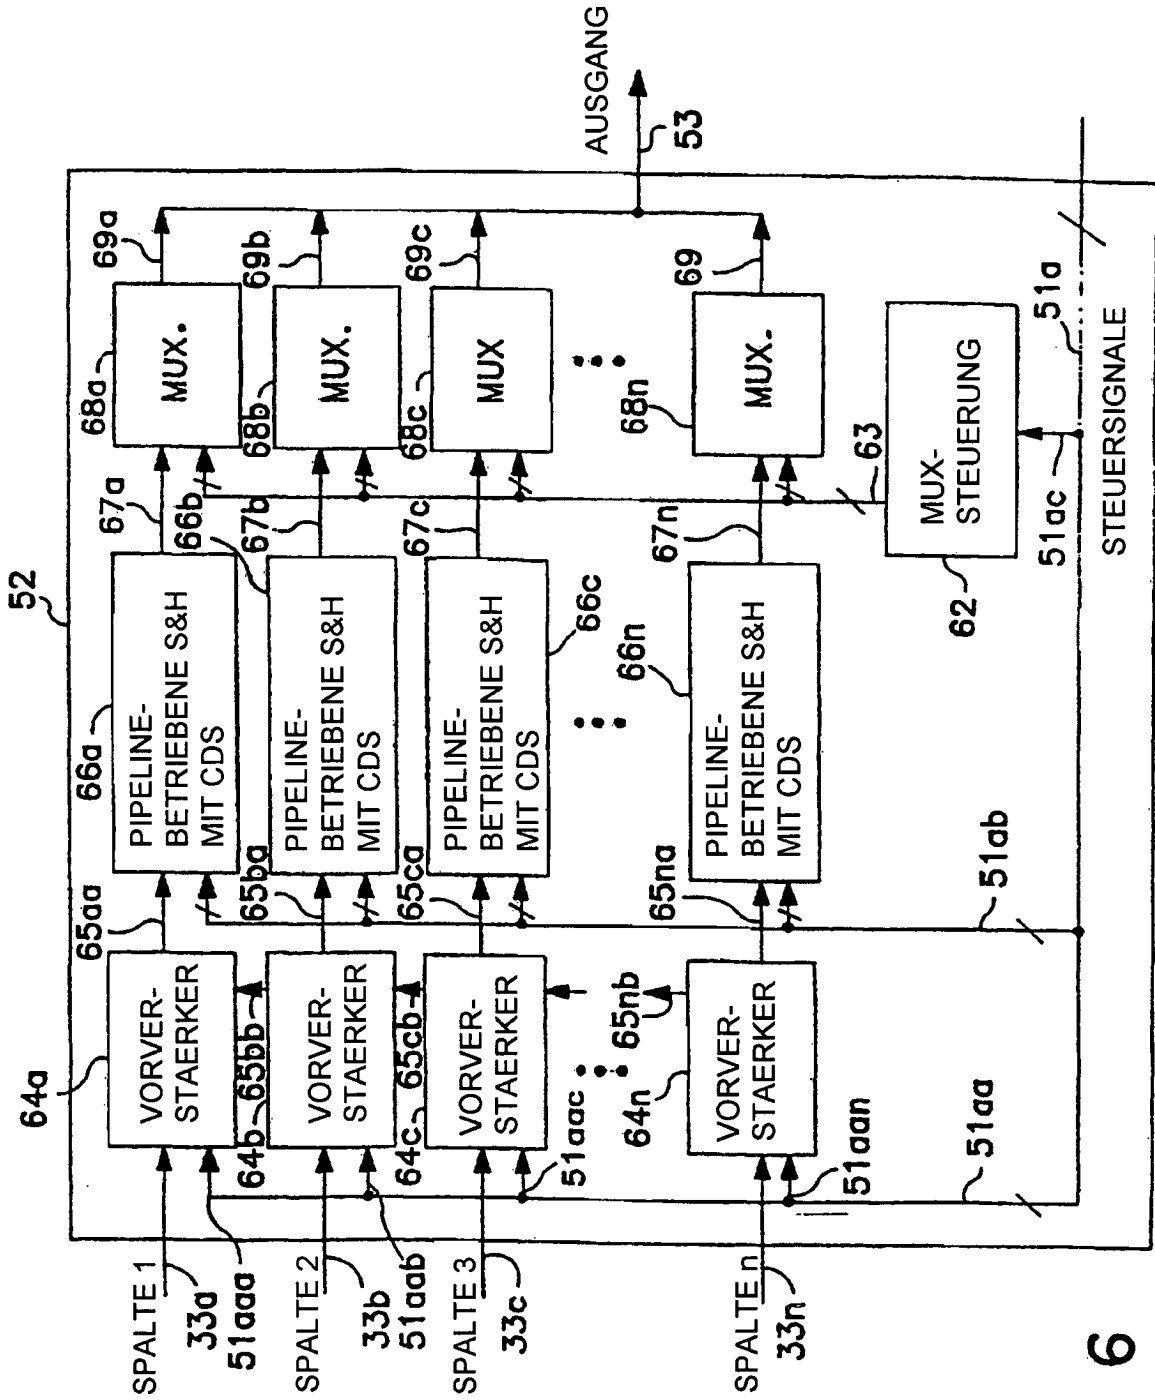 52
AUSGANG
53
64a
VORVER-
STAERKER
65aa
66a
PIPELINE-
BETRIEBENE S&H
MIT CDS
67a
68a
MUX.
69a
SPALTE 1
33a
51aaa
64b
65bb
VORVER-
STAERKER
65ba
66b
PIPELINE-
BETRIEBENE S&H
MIT CDS
67b
68b
MUX.
69b
SPALTE 2
33b
51aab
64c
65cb
VORVER-
STAERKER
65ca
66c
PIPELINE-
BETRIEBENE S&H
MIT CDS
67c
68c
MUX
69c
SPALTE 3
33c
51aac
65nb
64n
VORVER-
STAERKER
65na
66n
PIPELINE-
BETRIEBENE S&H
MIT CDS
67n
68n
MUX.
69
SPALTE n
33n
51aan
51aa
51ab
63
MUX-
STEUERUNG
62
51ac
51a
STEUERSIGNALE
6